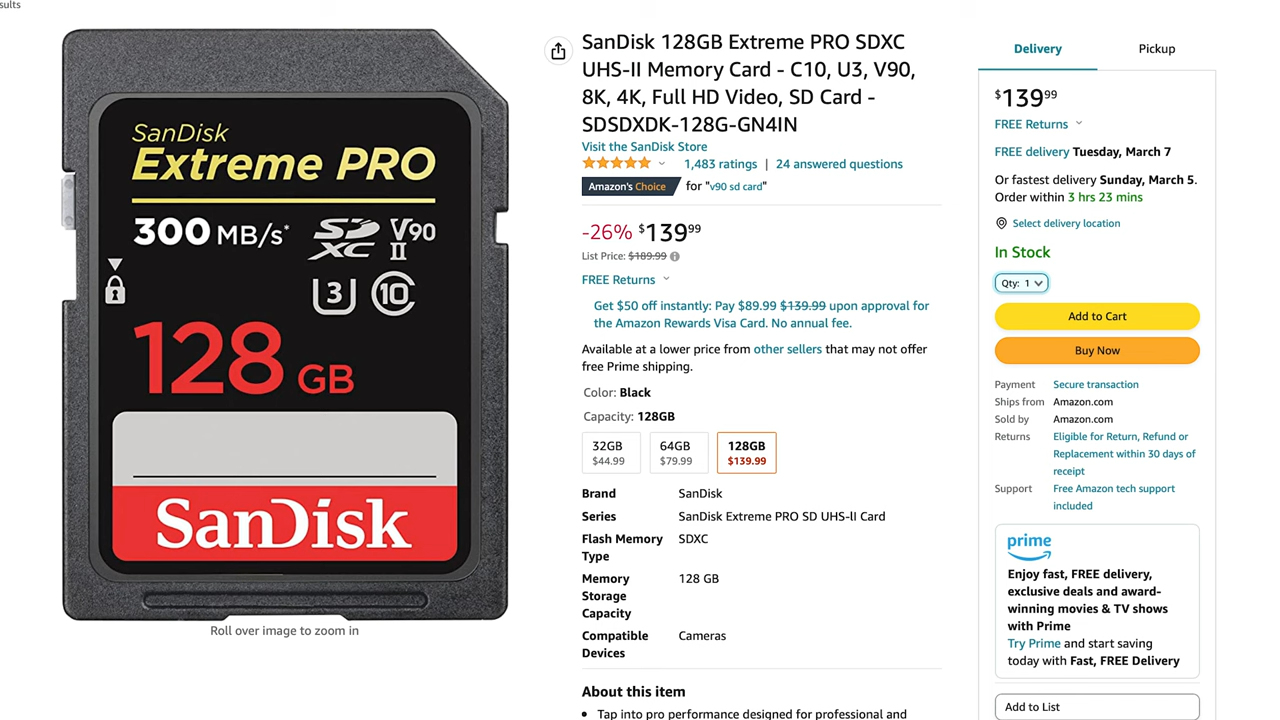 sults
SanDisk
Extreme PRO
300 MB/s*
SD XC V90 II
3 10
128 GB
SanDisk
Roll over image to zoom in
SanDisk 128GB Extreme PRO SDXC
UHS-II Memory Card - C10, U3, V90,
8K, 4K, Full HD Video, SD Card -
SDSDXDK-128G-GN4IN
Visit the SanDisk Store
1,483 ratings | 24 answered questions
Amazon's Choice for "v90 sd card"
-26% $139 99
List Price: $189.99
FREE Returns
Get $50 off instantly: Pay $89.99 $139.99 upon approval for
the Amazon Rewards Visa Card. No annual fee.
Available at a lower price from other sellers that may not offer
free Prime shipping.
Color: Black
Capacity: 128GB
32GB 64GB 128GB
$44.99 $79.99 $139.99
Brand SanDisk
Series SanDisk Extreme PRO SD UHS-II Card
Flash Memory SDXC
Type
Memory 128 GB
Storage
Capacity
Compatible Cameras
Devices
About this item
• Tap into pro performance designed for professional and
Delivery Pickup
$139 99
FREE Returns
FREE delivery Tuesday, March 7
Or fastest delivery Sunday, March 5.
Order within 3 hrs 23 mins
Select delivery location
In Stock
Qty: 1
Add to Cart
Buy Now
Payment Secure transaction
Ships from Amazon.com
Sold by Amazon.com
Returns Eligible for Return, Refund or
Replacement within 30 days of
receipt
Support Free Amazon tech support
included
prime
Enjoy fast, FREE delivery,
exclusive deals and award-
winning movies & TV shows
with Prime
Try Prime and start saving
today with Fast, FREE Delivery
Add to List